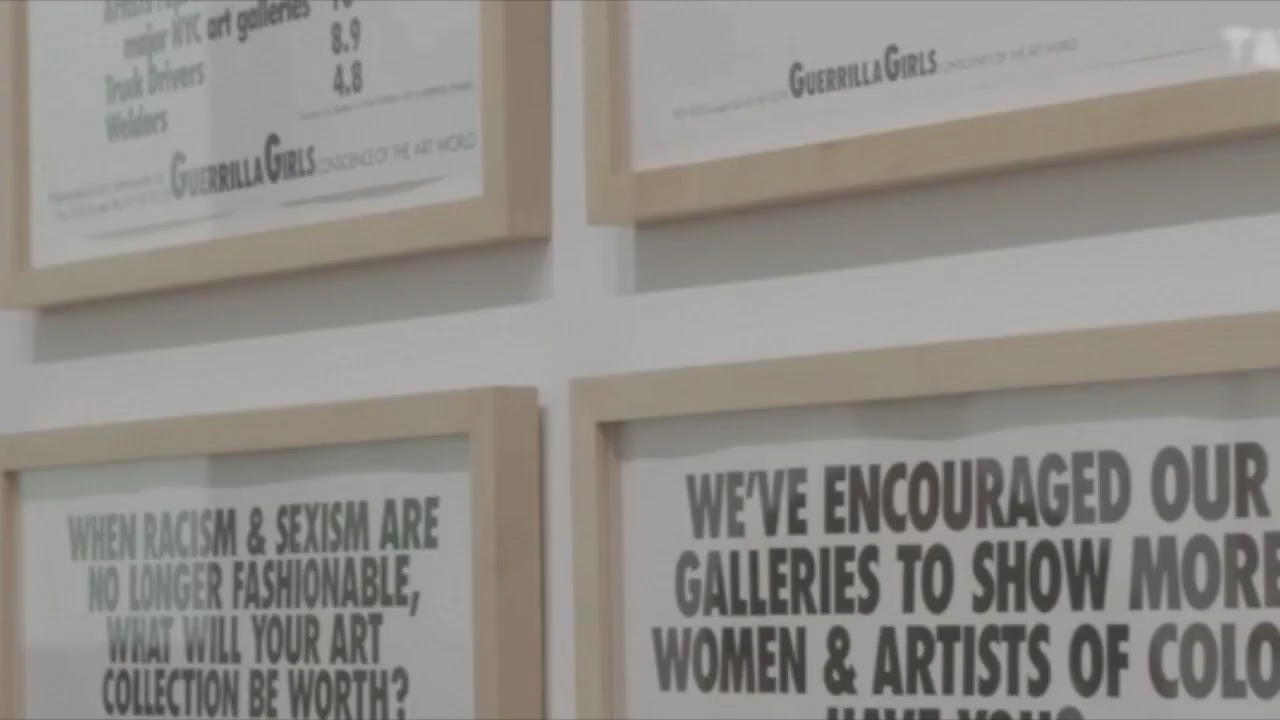 major NYC art galleries
8.9
Truck Drivers
4.8
Welders
GUERRILLA GIRLS CONSCIENCE OF THE ART WORLD
GUERRILLA GIRLS CONSCIENCE OF THE ART WORLD
WHEN RACISM & SEXISM ARE
NO LONGER FASHIONABLE,
WHAT WILL YOUR ART
COLLECTION BE WORTH?
WE'VE ENCOURAGED OUR
GALLERIES TO SHOW MORE
WOMEN & ARTISTS OF COLO
HAVE YOU?